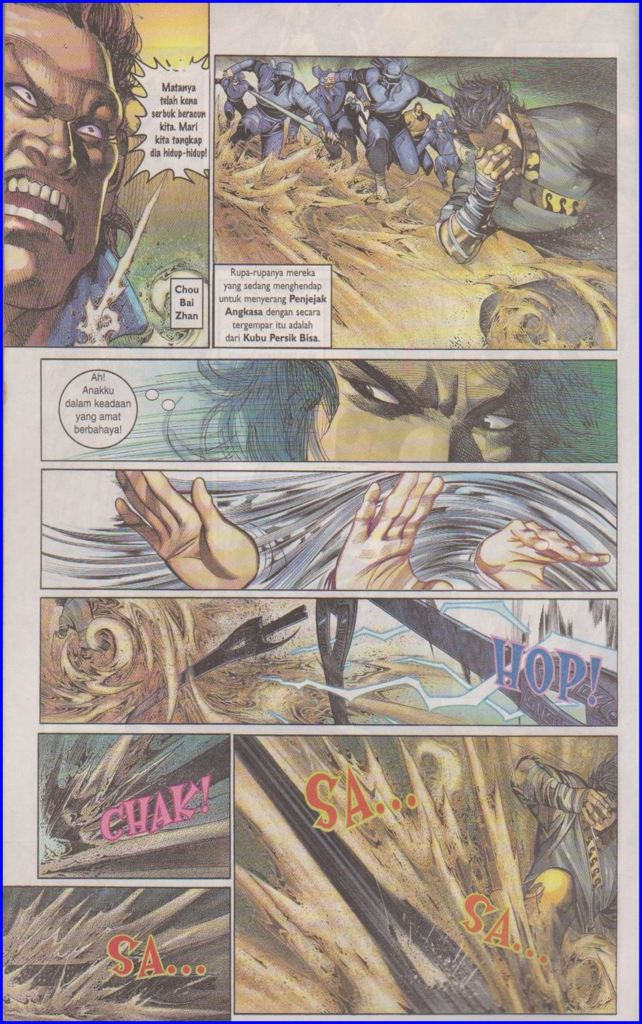 Matanya
telah kena
serbuk beracun
kita. Mari
kita tangkap
dia hidup-hidup!
Chou
Bai
Zhan
Rupa-rupanya mereka
yang sedang menghendap
untuk menyerang Penjejak
Angkasa dengan secara
tergempar itu adalah
dari Kubu Persik Bisa.
Ah!
Anakku
dalam keadaan
yang amat
berbahaya!
HOP!
CHAK!
SA...
SA...
SA...